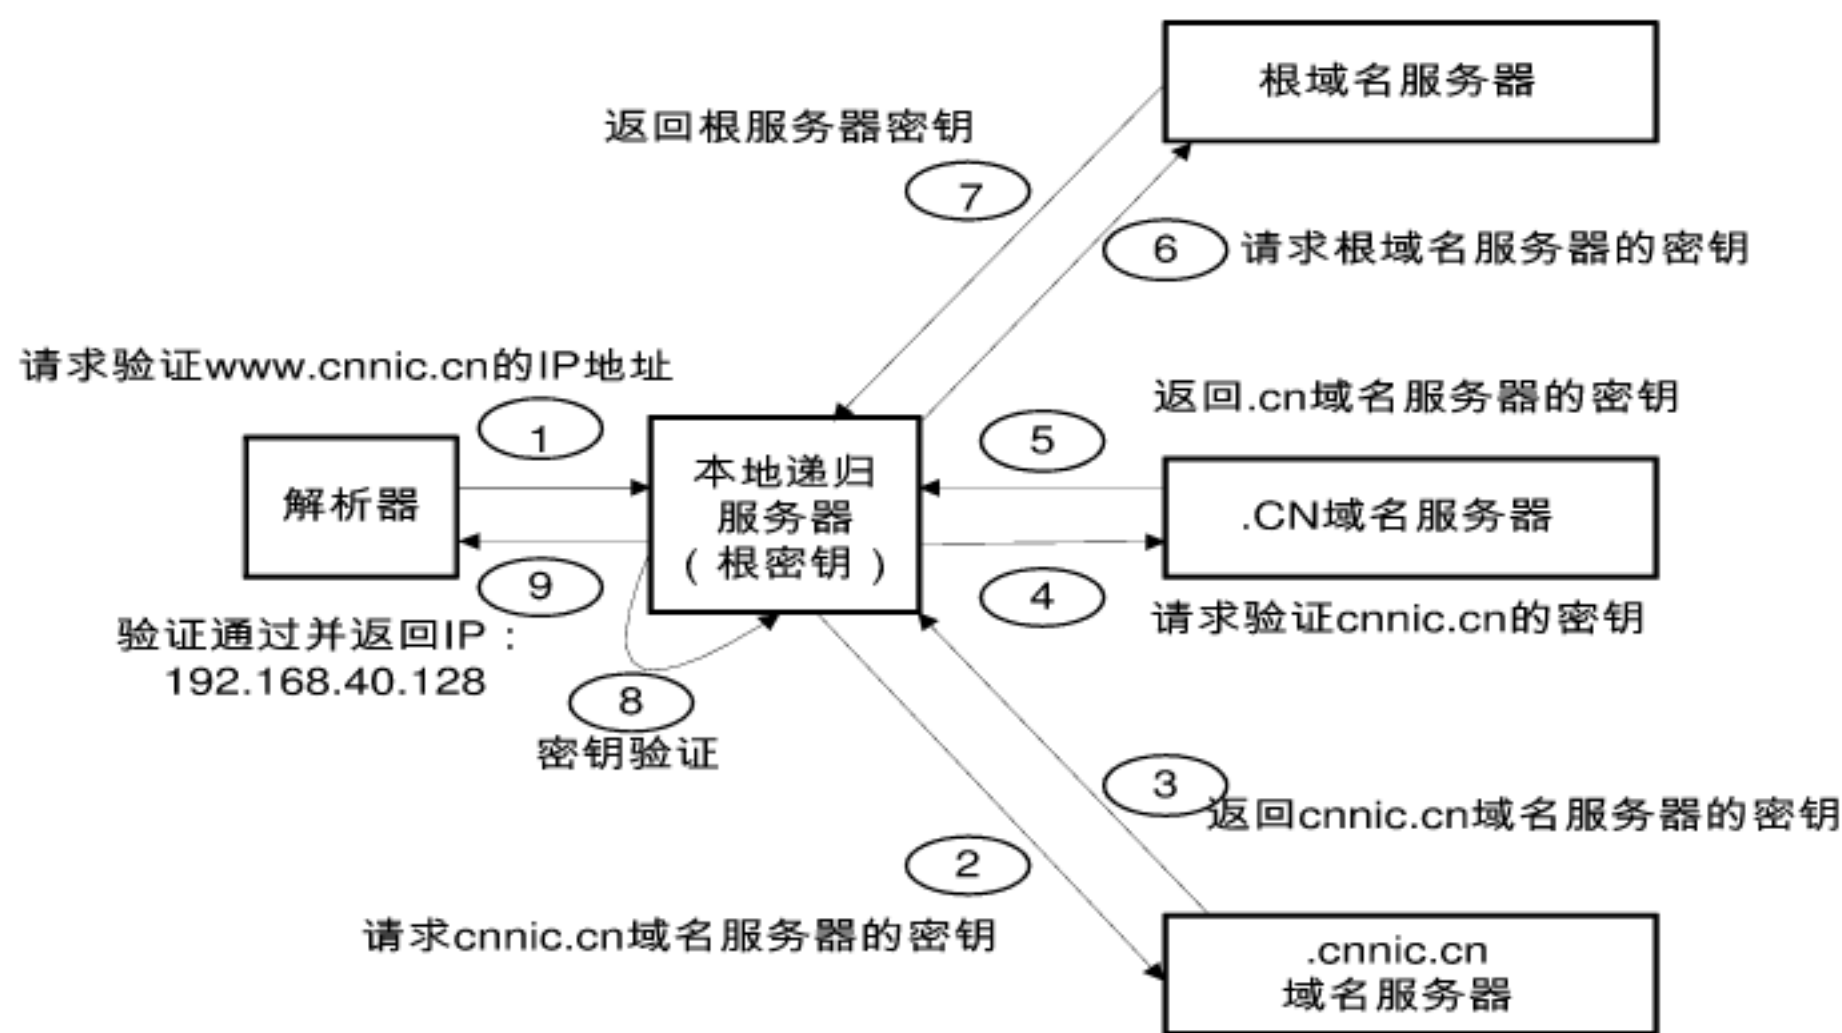 根域名服务器
返回根服务器密钥
7
6
请求根域名服务器的密钥
请求验证www.cnnic.cn的IP地址
返回.cn域名服务器的密钥
1
5
解析器
本地递归
服务器
(根密钥)
.CN域名服务器
9
4
验证通过并返回IP:
192.168.40.128
请求验证cnnic.cn的密钥
8
密钥验证
3
返回cnnic.cn域名服务器的密钥
2
请求cnnic.cn域名服务器的密钥
.cnnic.cn
域名服务器